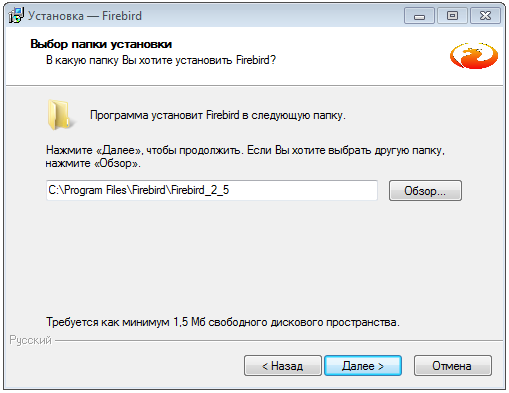 Установка — Firebird
Выбор папки установки
В какую папку Вы хотите установить Firebird?
Программа установит Firebird в следующую папку.
Нажмите «Далее», чтобы продолжить. Если Вы хотите выбрать другую папку,
нажмите «Обзор».
C:\Program Files\Firebird\Firebird_2_5
Обзор...
Требуется как минимум 1,5 Мб свободного дискового пространства.
Русский
< Назад
Далее >
Отмена